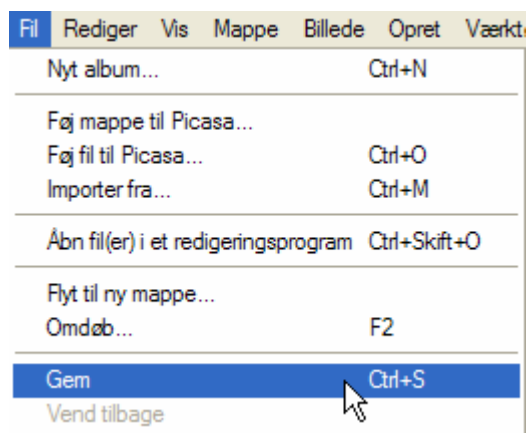 Fil Rediger Vis Mappe Billede Opret Værkt
Nyt album... Ctrl+N
Føj mappe til Picasa...
Føj fil til Picasa... Ctrl+O
Importer fra... Ctrl+M
Åbn fil(er) i et redigeringsprogram Ctrl+Skift+O
Flyt til ny mappe...
Omdøb... F2
Gem Ctrl+S
Vend tilbage